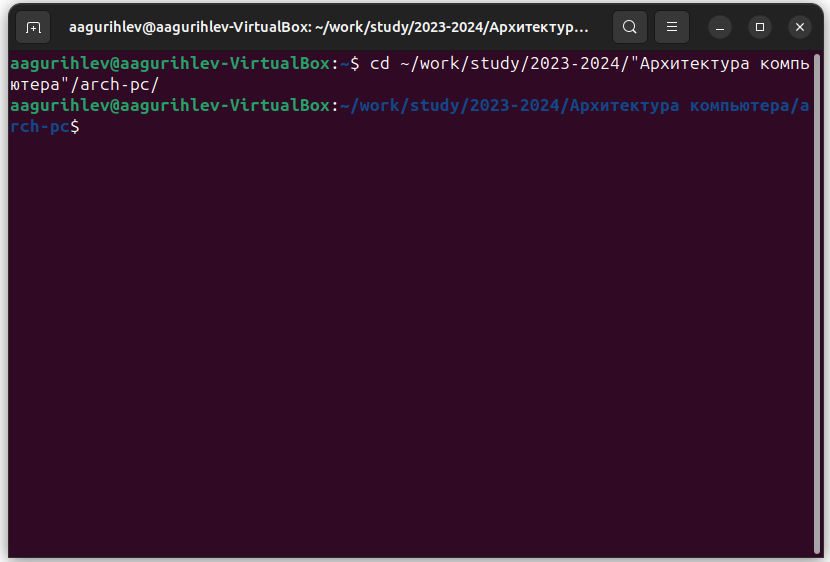 aagurihlev@aagurihlev-VirtualBox: ~/work/study/2023-2024/Архитектур...
aagurihlev@aagurihlev-VirtualBox:~$ cd ~/work/study/2023-2024/"Архитектура компь
ютера"/arch-pc/
aagurihlev@aagurihlev-VirtualBox:~/work/study/2023-2024/Архитектура компьютера/a
rch-pc$